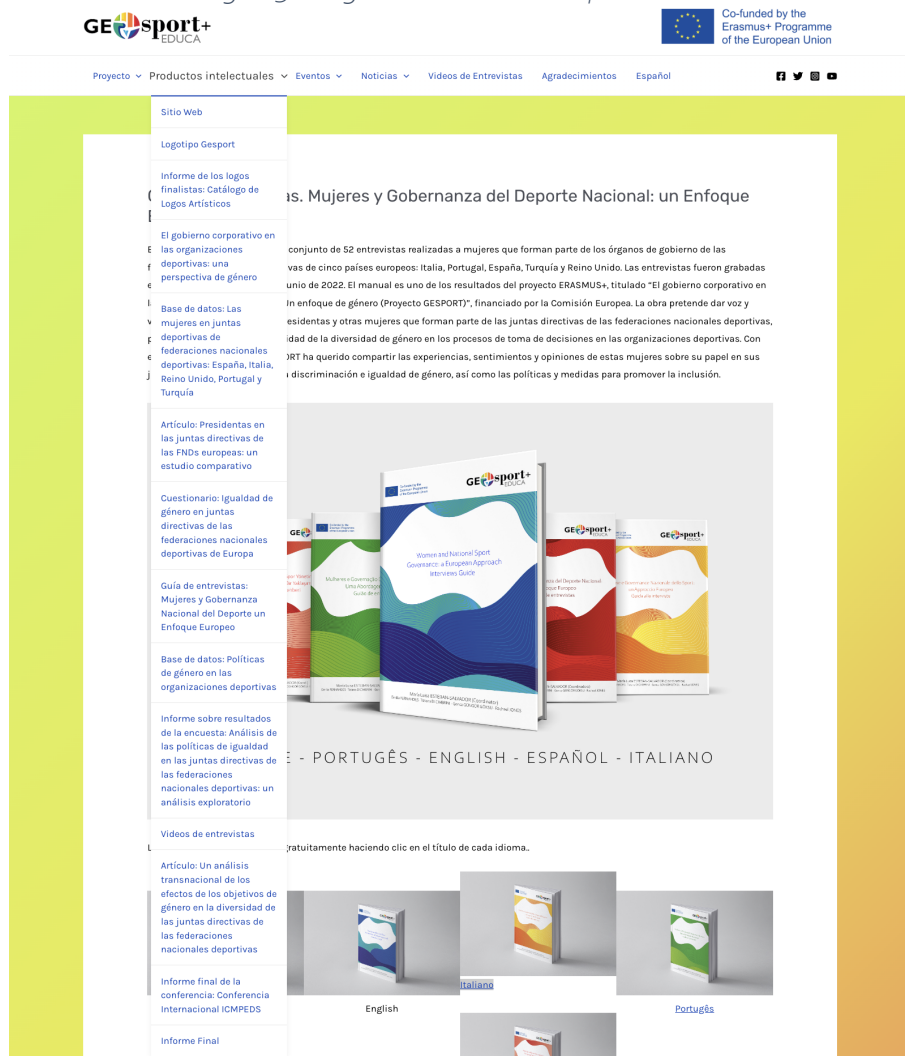 GESport+
EDUCA
Co-funded by the
Erasmus+ Programme
of the European Union
Proyecto
Productos intelectuales
Eventos
Noticias
Videos de Entrevistas
Agradecimientos
Español
Sitio Web
Logotipo Gesport
Informe de los logos
finalistas: Catálogo de
Logos Artísticos
El gobierno corporativo en
las organizaciones
deportivas: una
perspectiva de género
Base de datos: Las
mujeres en juntas
deportivas de
federaciones nacionales
deportivas: España, Italia,
Reino Unido, Portugal y
Turquía
Artículo: Presidentas en
las juntas directivas de
las FNDs europeas: un
estudio comparativo
Cuestionario: Igualdad de
género en juntas
directivas de las
federaciones nacionales
deportivas de Europa
Guía de entrevistas:
Mujeres y Gobernanza
Nacional del Deporte un
Enfoque Europeo
Base de datos: Políticas
de género en las
organizaciones deportivas
Informe sobre resultados
de la encuesta: Análisis de
las políticas de igualdad
en las juntas directivas de
las federaciones
nacionales deportivas: un
análisis exploratorio
Videos de entrevistas
Artículo: Un análisis
transnacional de los
efectos de los objetivos de
género en la diversidad de
las juntas directivas de
las federaciones
nacionales deportivas
Informe final de la
conferencia: Conferencia
Internacional ICMPEDS
Informe Final
as. Mujeres y Gobernanza del Deporte Nacional: un Enfoque
conjunto de 52 entrevistas realizadas a mujeres que forman parte de los órganos de gobierno de las
vas de cinco países europeos: Italia, Portugal, España, Turquía y Reino Unido. Las entrevistas fueron grabadas
unio de 2022. El manual es uno de los resultados del proyecto ERASMUS+, titulado “El gobierno corporativo en
Un enfoque de género (Proyecto GESPORT)”, financiado por la Comisión Europea. La obra pretende dar voz y
esidentas y otras mujeres que forman parte de las juntas directivas de las federaciones nacionales deportivas,
idad de la diversidad de género en los procesos de toma de decisiones en las organizaciones deportivas. Con
ORT ha querido compartir las experiencias, sentimientos y opiniones de estas mujeres sobre su papel en sus
a discriminación e igualdad de género, así como las políticas y medidas para promover la inclusión.
GESport+
EDUCA
Women and National Sport
Governance: a European Approach
Interviews Guide
GESport+
EDUCA
GESport+
EDUCA
- PORTUGÊS - ENGLISH - ESPAÑOL - ITALIANO
gratuitamente haciendo clic en el título de cada idioma..
English
Italiano
Portugês